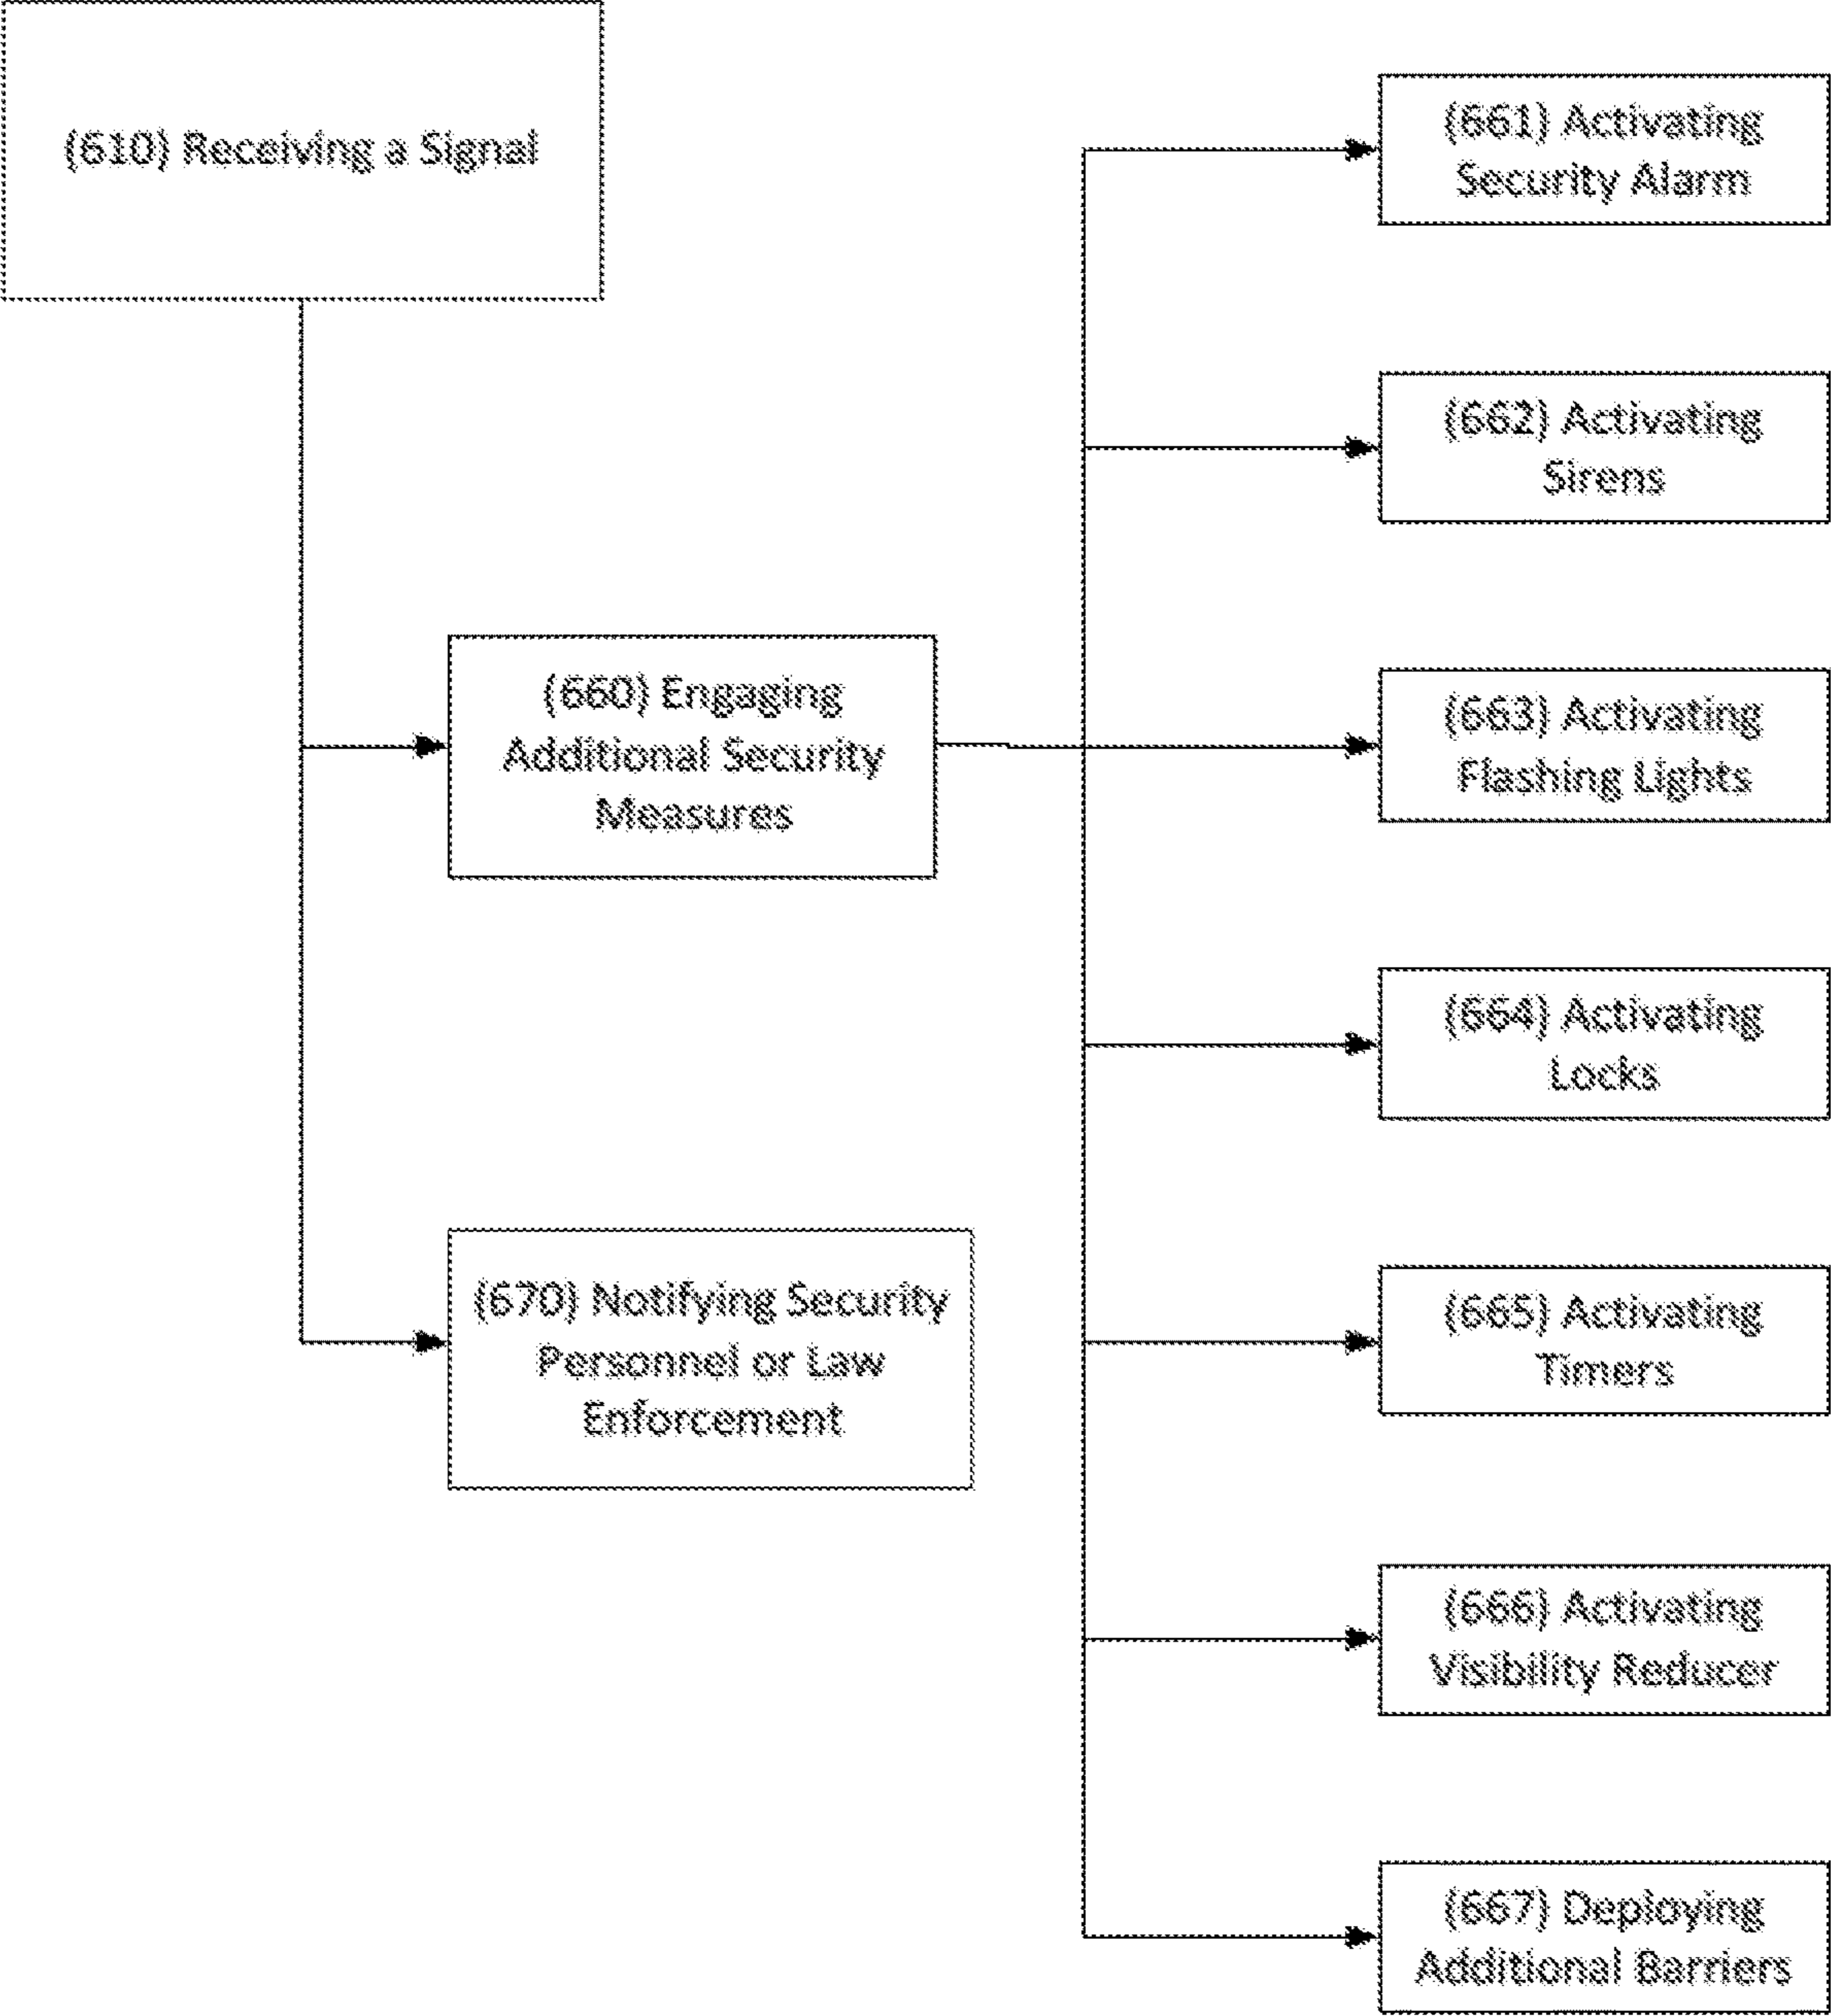 (610) Receiving a Signal
(661) Activating
Security Alarm
(662) Activating
Sirens
(660) Engaging
Additional Security
Measures
(663) Activating
Flashing Lights
(664) Activating
Locks
(670) Notifying Security
Personnel or Law
Enforcement
(665) Activating
Timers
(666) Activating
Visibility Reducer
(667) Deploying
Additional Barriers